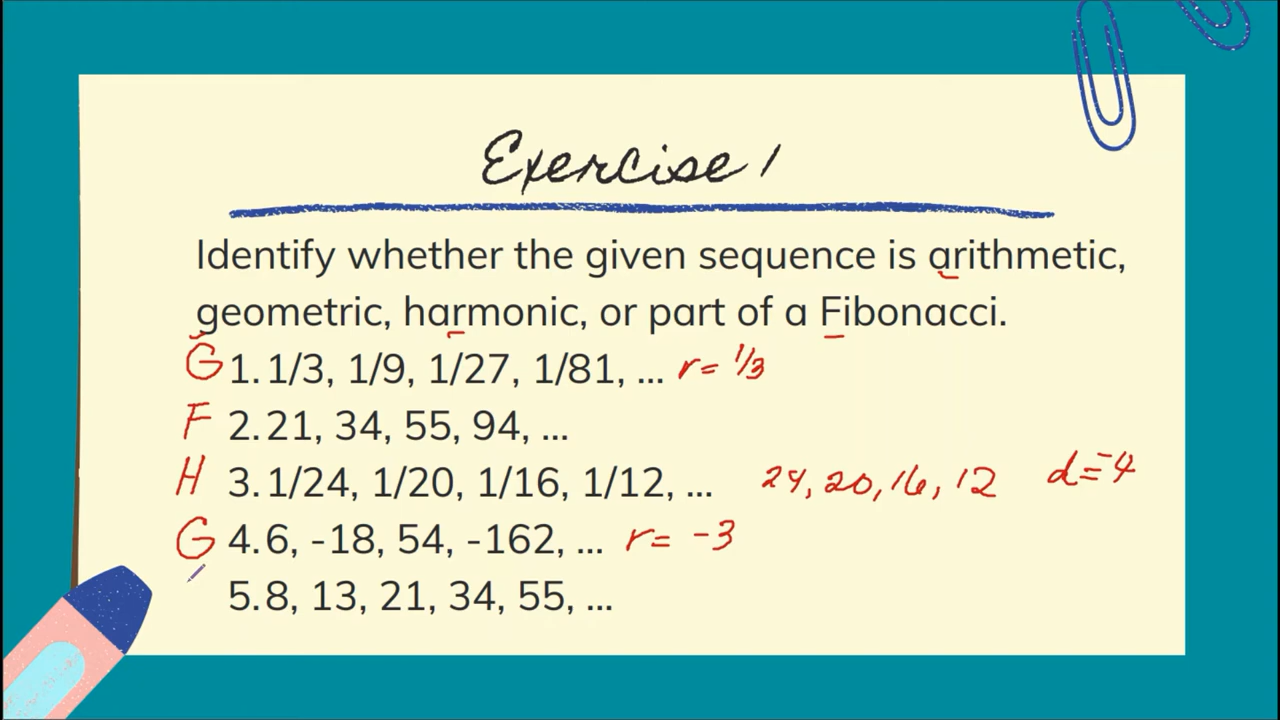 Exercise 1
Identify whether the given sequence is arithmetic,
geometric, harmonic, or part of a Fibonacci.
G 1. 1/3, 1/9, 1/27, 1/81, ... r = 1/3
F 2. 21, 34, 55, 94, ...
H 3. 1/24, 1/20, 1/16, 1/12, ... 24, 20, 16, 12 d = -4
G 4. 6, -18, 54, -162, ... r = -3
5. 8, 13, 21, 34, 55, ...